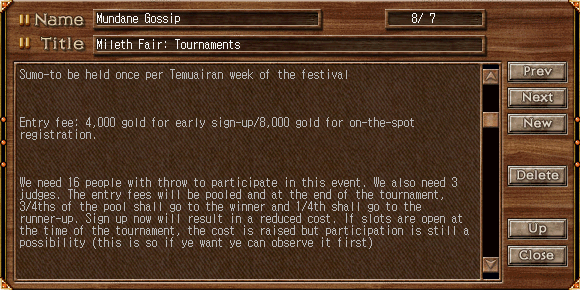 Name Mundane Gossip 8/ 7
Title Mileth Fair: Tournaments
Sumo-to be held once per Temuairan week of the festival
Entry fee: 4,000 gold for early sign-up/8,000 gold for on-the-spot
registration.
We need 16 people with throw to participate in this event. We also need 3
judges. The entry fees will be pooled and at the end of the tournament,
3/4ths of the pool shall go to the winner and 1/4th shall go to the
runner-up. Sign up now will result in a reduced cost. If slots are open at
the time of the tournament, the cost is raised but participation is still a
possibility (this is so if ye want ye can observe it first)
Prev
Next
New
Delete
Up
Close